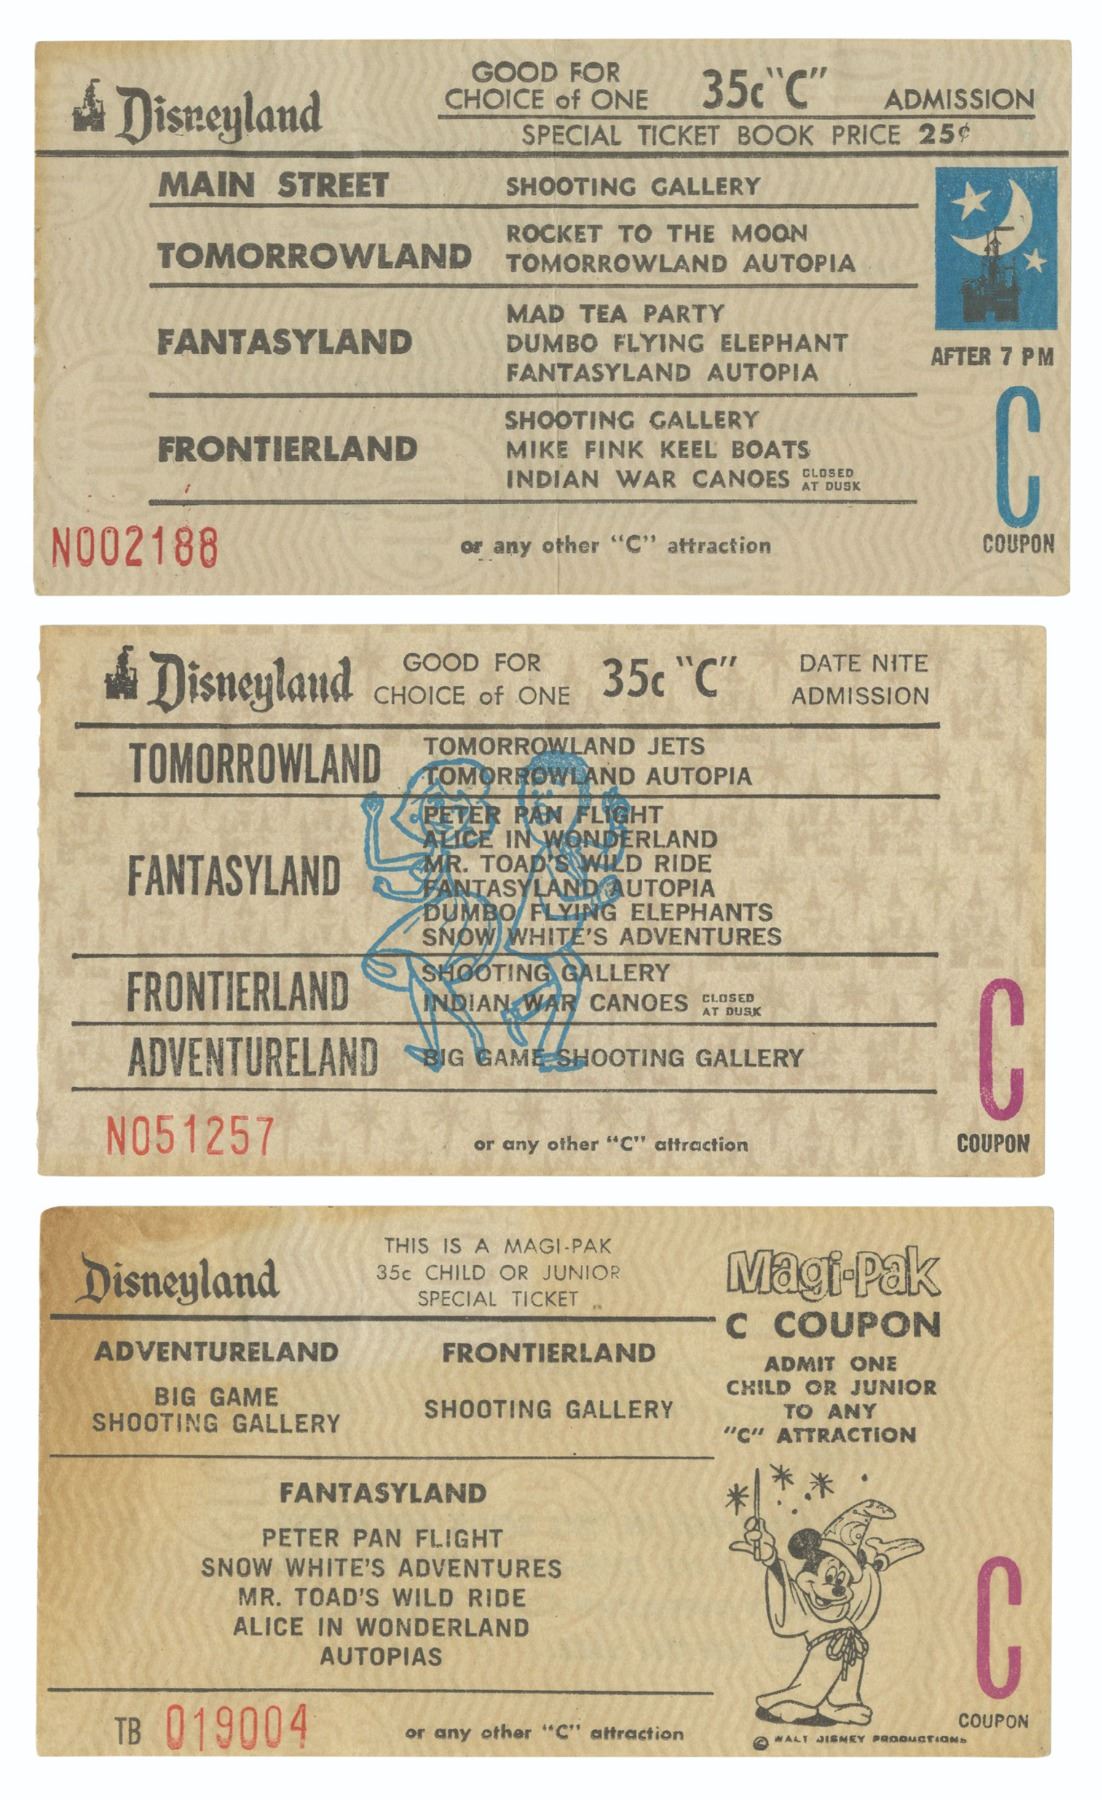 Disneyland
GOOD FOR
CHOICE of ONE
35c "C"
ADMISSION
SPECIAL TICKET BOOK PRICE 25¢
MAIN STREET
SHOOTING GALLERY
TOMORROWLAND
ROCKET TO THE MOON
TOMORROWLAND AUTOPIA
FANTASYLAND
MAD TEA PARTY
DUMBO FLYING ELEPHANT
FANTASYLAND AUTOPIA
FRONTIERLAND
SHOOTING GALLERY
MIKE FINK KEEL BOATS
INDIAN WAR CANOES CLOSED AT DUSK
AFTER 7 PM
C
COUPON
N002188
or any other "C" attraction
Disneyland
GOOD FOR
CHOICE of ONE
35c "C"
DATE NITE
ADMISSION
TOMORROWLAND
TOMORROWLAND JETS
TOMORROWLAND AUTOPIA
FANTASYLAND
PETER PAN FLIGHT
ALICE IN WONDERLAND
MR. TOAD'S WILD RIDE
FANTASYLAND AUTOPIA
DUMBO FLYING ELEPHANTS
SNOW WHITE'S ADVENTURES
FRONTIERLAND
SHOOTING GALLERY
INDIAN WAR CANOES CLOSED AT DUSK
ADVENTURELAND
BIG GAME SHOOTING GALLERY
C
COUPON
N051257
or any other "C" attraction
Disneyland
THIS IS A MAGI-PAK
35c CHILD OR JUNIOR
SPECIAL TICKET
Magi-Pak
C COUPON
ADMIT ONE
CHILD OR JUNIOR
TO ANY
"C" ATTRACTION
ADVENTURELAND
BIG GAME
SHOOTING GALLERY
FRONTIERLAND
SHOOTING GALLERY
FANTASYLAND
PETER PAN FLIGHT
SNOW WHITE'S ADVENTURES
MR. TOAD'S WILD RIDE
ALICE IN WONDERLAND
AUTOPIAS
C
COUPON
TB 019004
or any other "C" attraction
© WALT DISNEY PRODUCTIONS